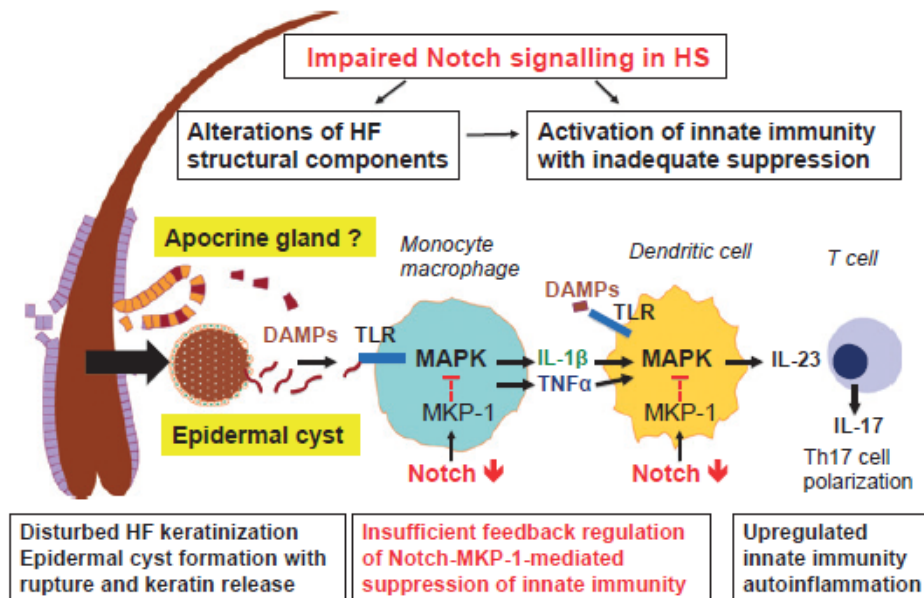 Impaired Notch signalling in HS
Alterations of HF
structural components
Activation of innate immunity
with inadequate suppression
Apocrine gland ?
Monocyte
macrophage
Dendritic cell
T cell
DAMPs
TLR
DAMPs
TLR
MAPK
IL-1β
TNFα
MAPK
IL-23
MKP-1
MKP-1
IL-17
Epidermal cyst
Notch
Notch
Th17 cell
polarization
Disturbed HF keratinization
Epidermal cyst formation with
rupture and keratin release
Insufficient feedback regulation
of Notch-MKP-1-mediated
suppression of innate immunity
Upregulated
innate immunity
autoinflammation